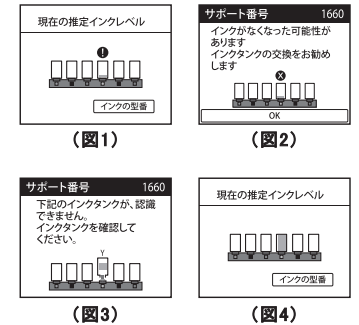 現在の推定インクレベル
インクの型番
(図1)
サポート番号 1660
インクがなくなった可能性が
あります
インクタンクの交換をお勧め
します
OK
(図2)
サポート番号 1660
下記のインクタンクが、認識
できません。
インクタンクを確認して
ください。
Y
(図3)
現在の推定インクレベル
インクの型番
(図4)